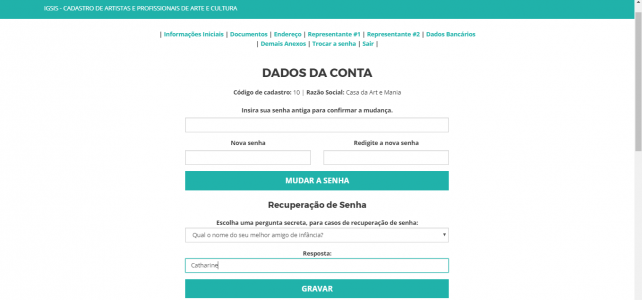 IGSIS - CADASTRO DE ARTISTAS E PROFISSIONAIS DE ARTE E CULTURA
| Informações Iniciais | Documentos | Endereço | Representante #1 | Representante #2 | Dados Bancários
| Demais Anexos | Trocar a senha | Sair |
DADOS DA CONTA
Código de cadastro: 10 | Razão Social: Casa da Art e Mania
Insira sua senha antiga para confirmar a mudança.
Nova senha Redigite a nova senha
MUDAR A SENHA
Recuperação de Senha
Escolha uma pergunta secreta, para casos de recuperação de senha:
Qual o nome do seu melhor amigo de infância?
Resposta:
Catharine
GRAVAR